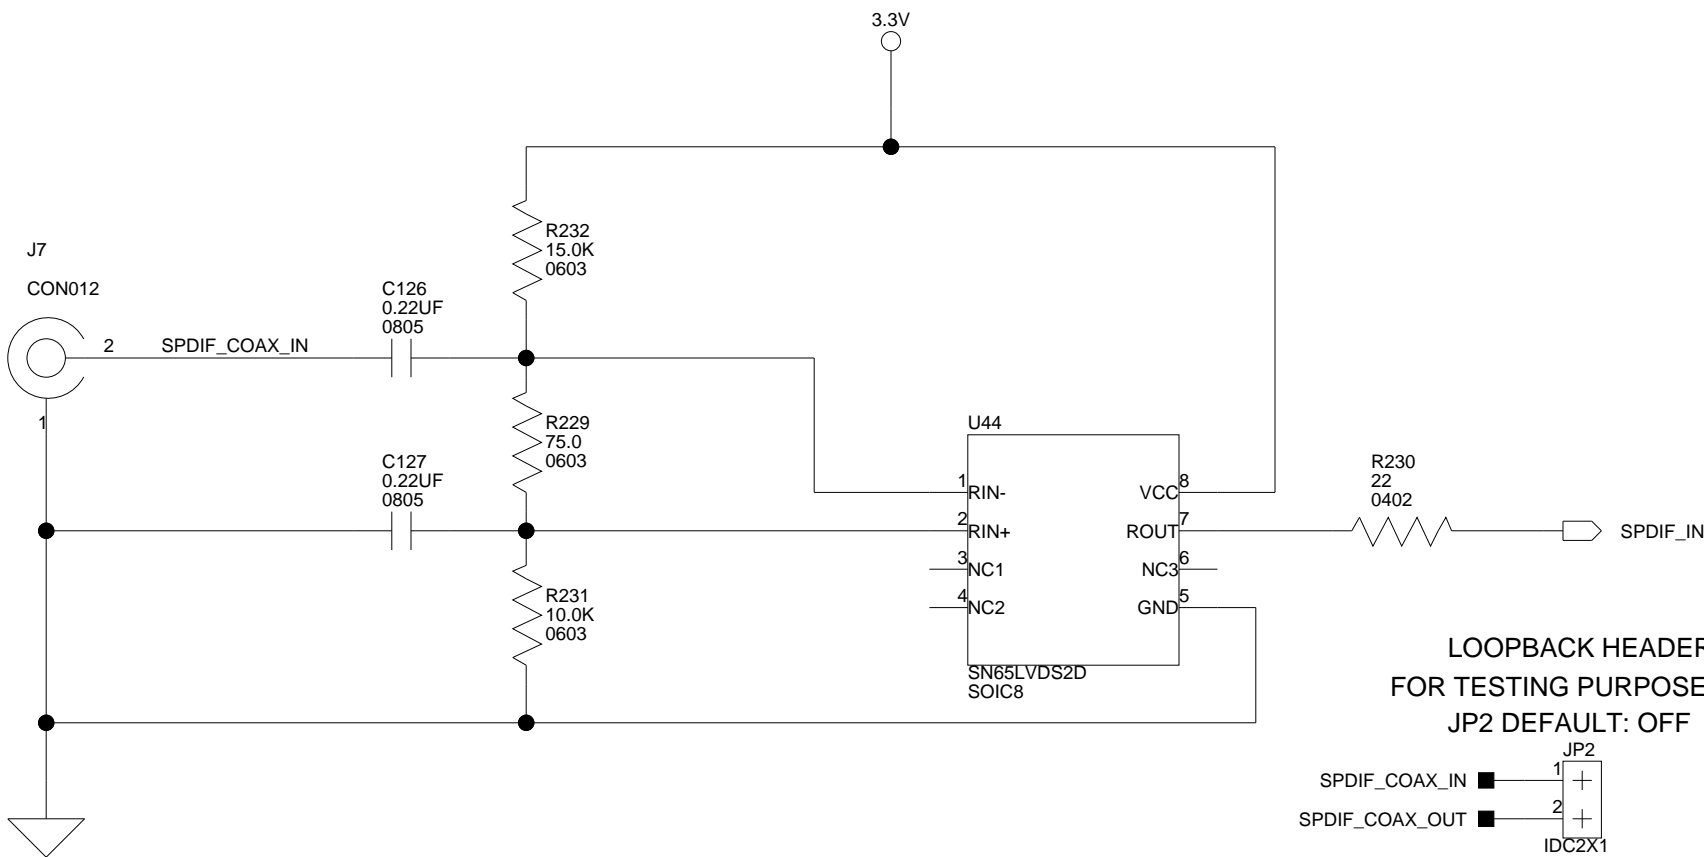 3.3V
J7
CON012
2
SPDIF_COAX_IN
1
C126
0.22UF
0805
R232
15.0K
0603
R229
75.0
0603
C127
0.22UF
0805
R231
10.0K
0603
U44
1
RIN-
2
RIN+
3
NC1
4
NC2
VCC
8
ROUT
7
NC3
6
GND
5
SN65LVDS2D
SOIC8
R230
22
0402
SPDIF_IN
LOOPBACK HEADER
FOR TESTING PURPOSE
JP2 DEFAULT: OFF
JP2
SPDIF_COAX_IN
1
SPDIF_COAX_OUT
2
IDC2X1